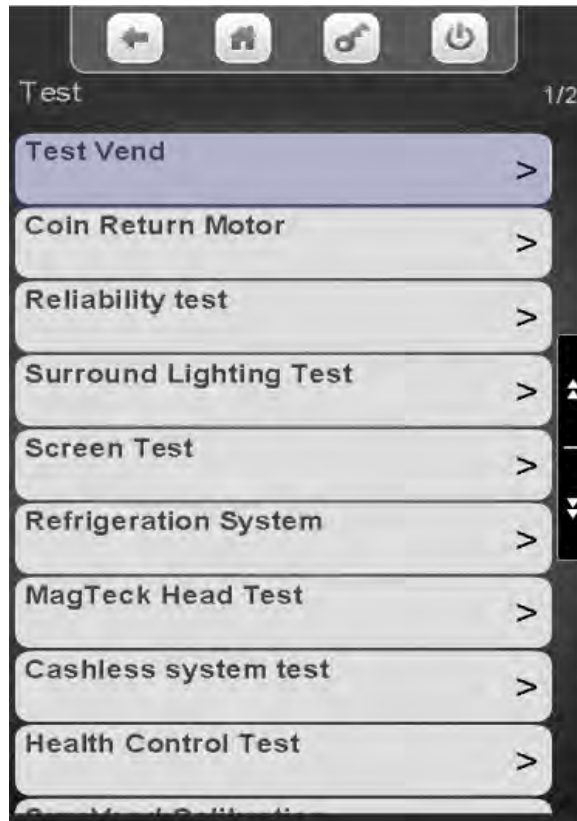 Test
1/2
Test Vend
>
Coin Return Motor
>
Reliability test
>
Surround Lighting Test
>
Screen Test
>
Refrigeration System
>
MagTeck Head Test
>
Cashless system test
>
Health Control Test
>